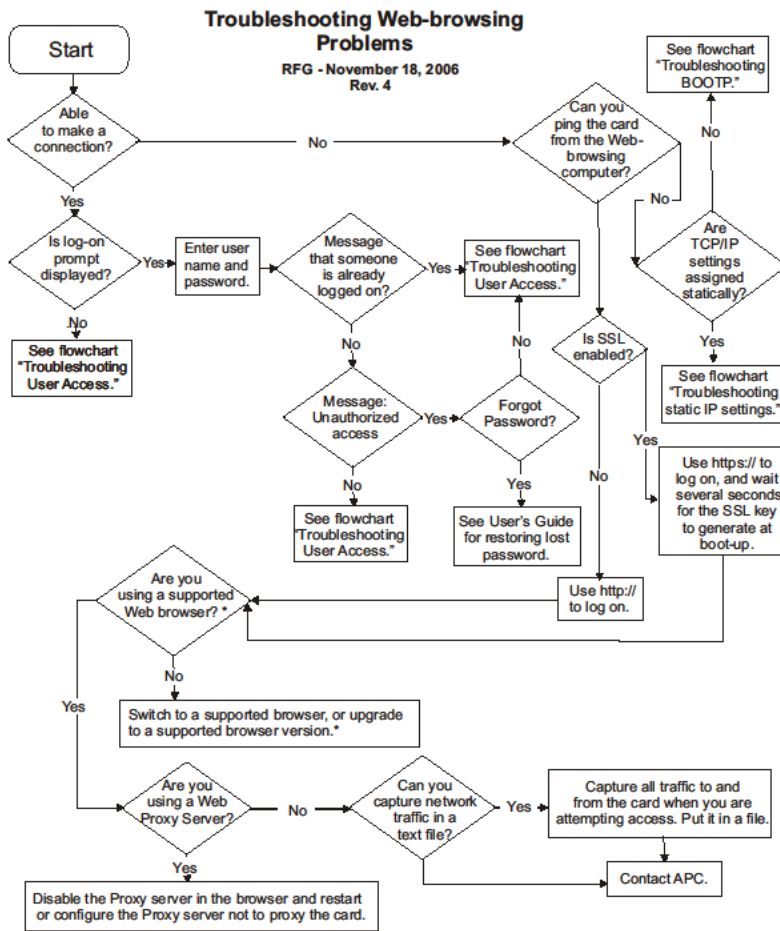 Troubleshooting Web-browsing
Problems
RFG - November 18, 2006
Rev. 4
Start
Able
to make a
connection?
No
Can you
ping the card
from the Web-
browsing
computer?
See flowchart
“Troubleshooting
BOOTP.”
No
No
Yes
Is log-on
prompt
displayed?
Yes
Enter user
name and
password.
Message
that someone
is already
logged on?
Yes
See flowchart
“Troubleshooting
User Access.”
Are
TCP/IP
settings
assigned
statically?
Yes
Yes
No
See flowchart
“Troubleshooting
User Access.”
No
No
Is SSL
enabled?
See flowchart
“Troubleshooting
static IP settings.”
Message:
Unauthorized
access
Yes
Forgot
Password?
Yes
No
Yes
No
Use https:// to
log on, and wait
several seconds
for the SSL key
to generate at
boot-up.
See flowchart
“Troubleshooting
User Access.”
See User’s Guide
for restoring lost
password.
Are you
using a supported
Web browser? *
Use http://
to log on.
No
Yes
Switch to a supported browser, or upgrade
to a supported browser version.*
Are you
using a Web
Proxy Server?
No
Can you
capture network
traffic in a
text file?
Yes
Capture all traffic to and
from the card when you are
attempting access. Put it in a file.
Yes
Contact APC.
Disable the Proxy server in the browser and restart
or configure the Proxy server not to proxy the card.